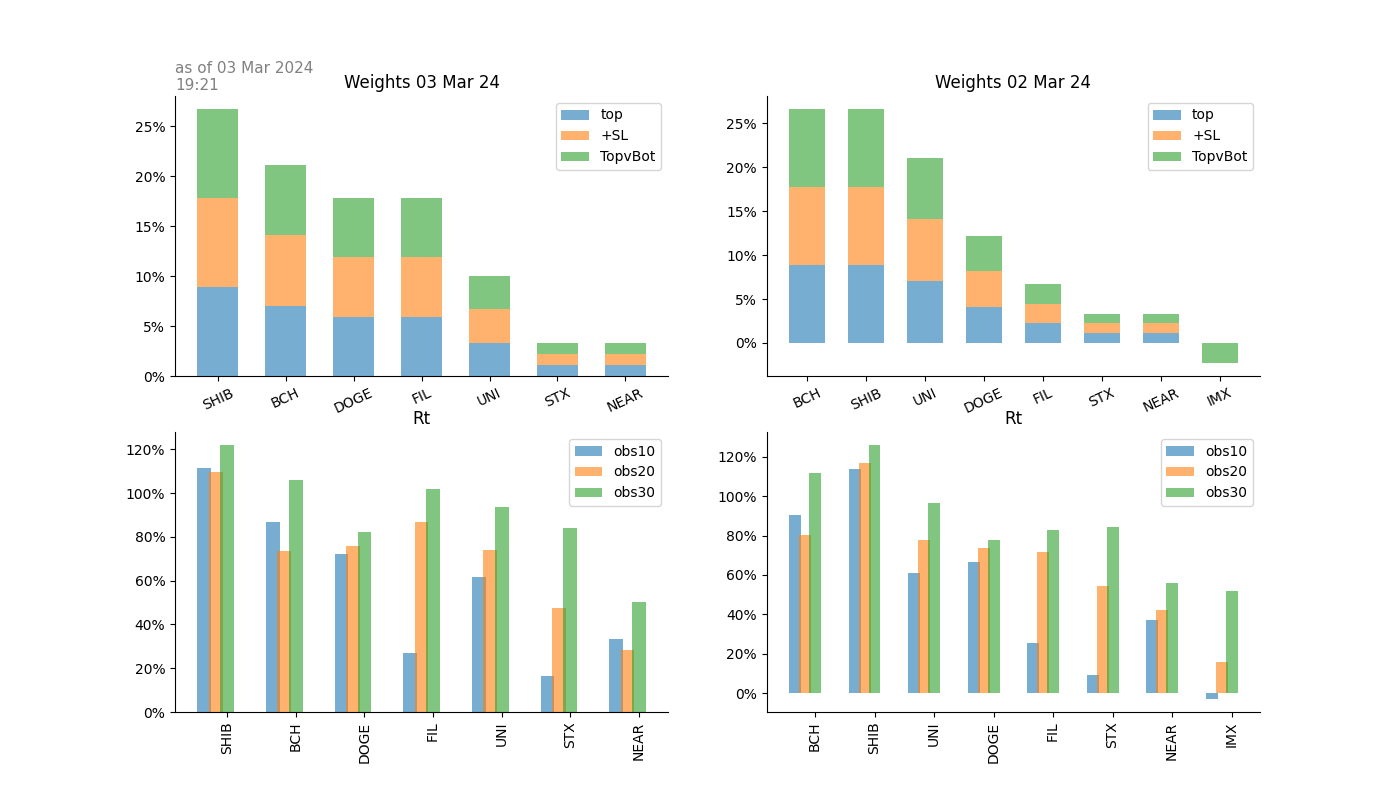 as of 03 Mar 2024
19:21
Weights 03 Mar 24
25%
20%
15%
10%
5%
0%
top
+SL
TopvBot
SHIB
BCH
DOGE
FIL
UNI
STX
NEAR
Weights 02 Mar 24
25%
20%
15%
10%
5%
0%
top
+SL
TopvBot
BCH
SHIB
UNI
DOGE
FIL
STX
NEAR
IMX
Rt
120%
100%
80%
60%
40%
20%
0%
obs10
obs20
obs30
SHIB
BCH
DOGE
FIL
UNI
STX
NEAR
Rt
120%
100%
80%
60%
40%
20%
0%
obs10
obs20
obs30
BCH
SHIB
UNI
DOGE
FIL
STX
NEAR
IMX